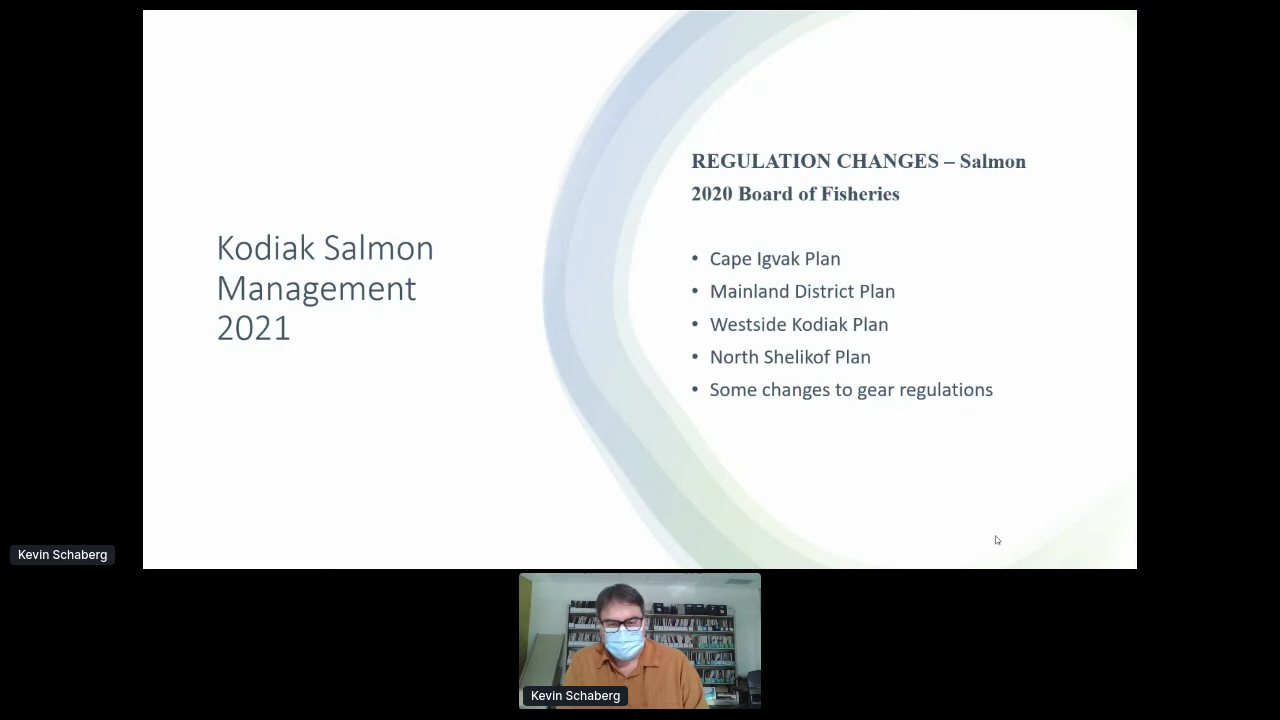 Kodiak Salmon
Management
2021
REGULATION CHANGES – Salmon
2020 Board of Fisheries
• Cape Igvak Plan
• Mainland District Plan
• Westside Kodiak Plan
• North Shelikof Plan
• Some changes to gear regulations
Kevin Schaberg
Kevin Schaberg